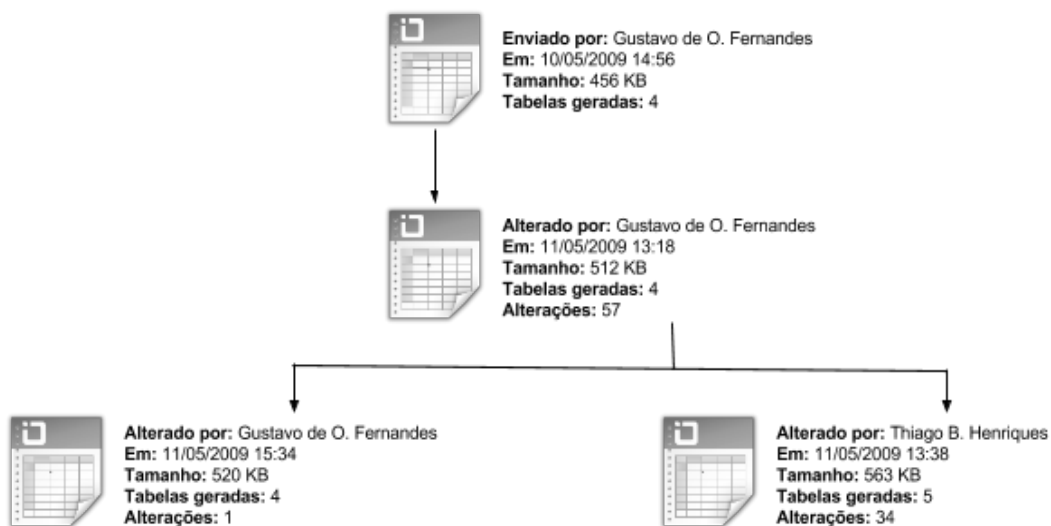 Enviado por: Gustavo de O. Fernandes
Em: 10/05/2009 14:56
Tamanho: 456 KB
Tabelas geradas: 4
Alterado por: Gustavo de O. Fernandes
Em: 11/05/2009 13:18
Tamanho: 512 KB
Tabelas geradas: 4
Alterações: 57
Alterado por: Gustavo de O. Fernandes
Em: 11/05/2009 15:34
Tamanho: 520 KB
Tabelas geradas: 4
Alterações: 1
Alterado por: Thiago B. Henriques
Em: 11/05/2009 13:38
Tamanho: 563 KB
Tabelas geradas: 5
Alterações: 34